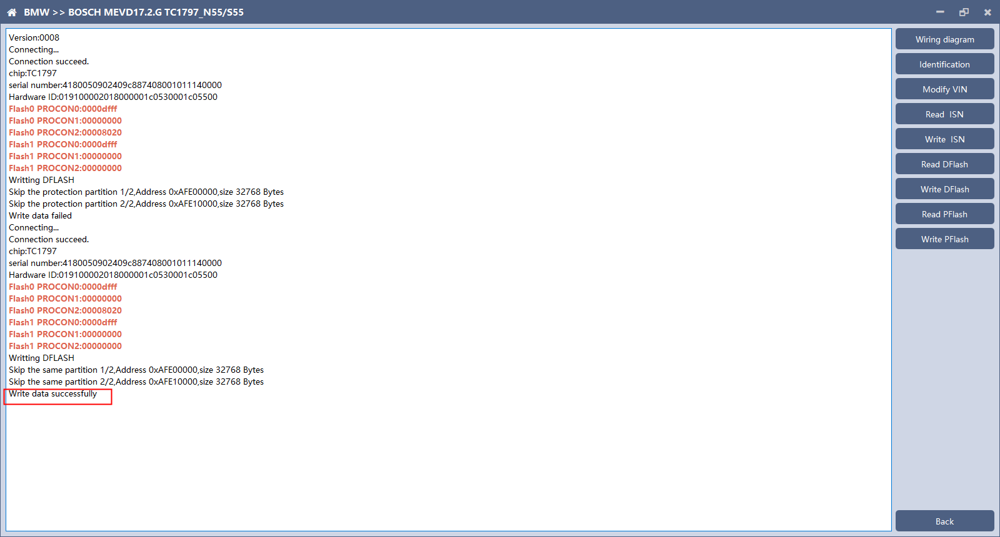 BMW >> BOSCH MEVD17.2.G TC1797_N55/S55
Version:0008
Connecting...
Connection succeed.
chip:TC1797
serial number:4180050902409c887408001011140000
Hardware ID:019100002018000001c0530001c05500
Flash0 PROCON0:0000dfff
Flash0 PROCON1:00000000
Flash0 PROCON2:00008020
Flash1 PROCON0:0000dfff
Flash1 PROCON1:00000000
Flash1 PROCON2:00000000
Writting DFLASH
Skip the protection partition 1/2,Address 0xAFE00000,size 32768 Bytes
Skip the protection partition 2/2,Address 0xAFE10000,size 32768 Bytes
Write data failed
Connecting...
Connection succeed.
chip:TC1797
serial number:4180050902409c887408001011140000
Hardware ID:019100002018000001c0530001c05500
Flash0 PROCON0:0000dfff
Flash0 PROCON1:00000000
Flash0 PROCON2:00008020
Flash1 PROCON0:0000dfff
Flash1 PROCON1:00000000
Flash1 PROCON2:00000000
Writting DFLASH
Skip the same partition 1/2,Address 0xAFE00000,size 32768 Bytes
Skip the same partition 2/2,Address 0xAFE10000,size 32768 Bytes
Write data successfully
Wiring diagram
Identification
Modify VIN
Read  ISN
Write  ISN
Read DFlash
Write DFlash
Read PFlash
Write PFlash
Back